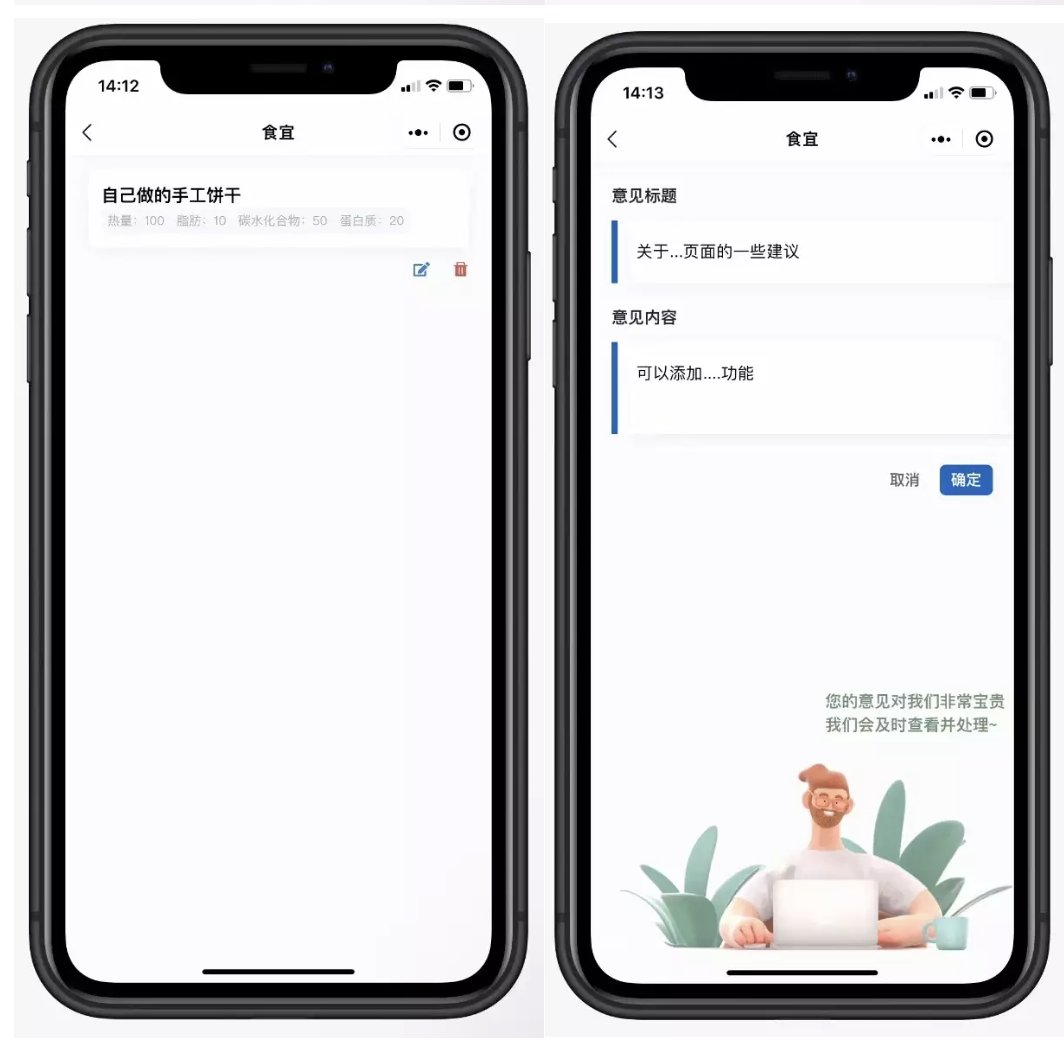 14:12
食宜
自己做的手工饼干
热量：100 脂肪：10 碳水化合物：50 蛋白质：20
14:13
食宜
意见标题
关于...页面的一些建议
意见内容
可以添加....功能
取消 确定
您的意见对我们非常宝贵
我们会及时查看并处理~